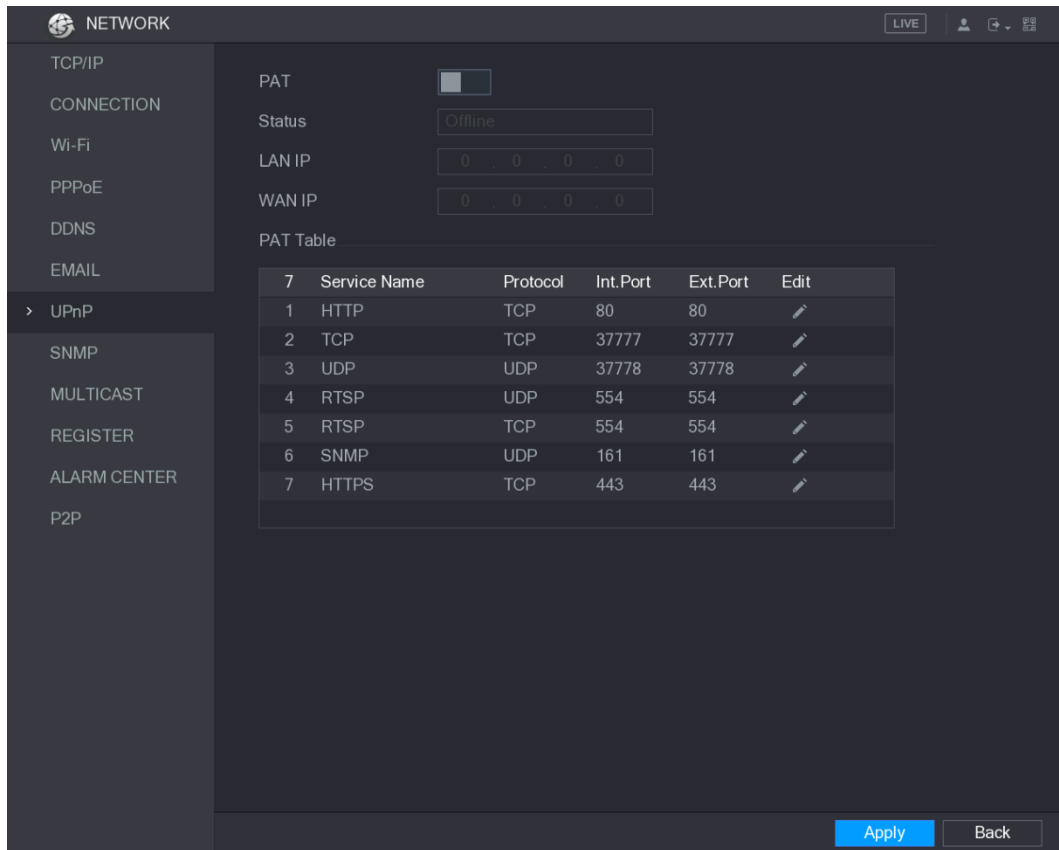 NETWORK
LIVE
TCP/IP
CONNECTION
Wi-Fi
PPPoE
DDNS
EMAIL
UPnP
SNMP
MULTICAST
REGISTER
ALARM CENTER
P2P
PAT
Status Offline
LAN IP 0 . 0 . 0 . 0
WAN IP 0 . 0 . 0 . 0
PAT Table
7 Service Name Protocol Int.Port Ext.Port Edit
1 HTTP TCP 80 80
2 TCP TCP 37777 37777
3 UDP UDP 37778 37778
4 RTSP UDP 554 554
5 RTSP TCP 554 554
6 SNMP UDP 161 161
7 HTTPS TCP 443 443
Apply Back